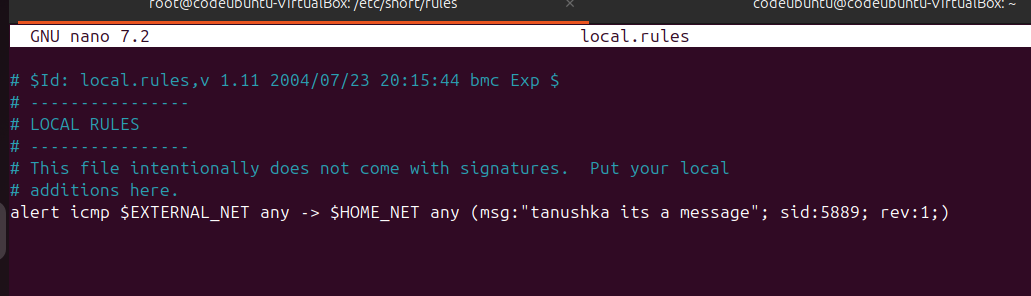 root@codeubuntu-VirtualBox: /etc/short/rules × codeubuntu@codeubuntu-VirtualBox: ~
GNU nano 7.2 local.rules
# $Id: local.rules,v 1.11 2004/07/23 20:15:44 bmc Exp $
# ----------------
# LOCAL RULES
# ----------------
# This file intentionally does not come with signatures.  Put your local
# additions here.
alert icmp $EXTERNAL_NET any -> $HOME_NET any (msg:"tanushka its a message"; sid:5889; rev:1;)